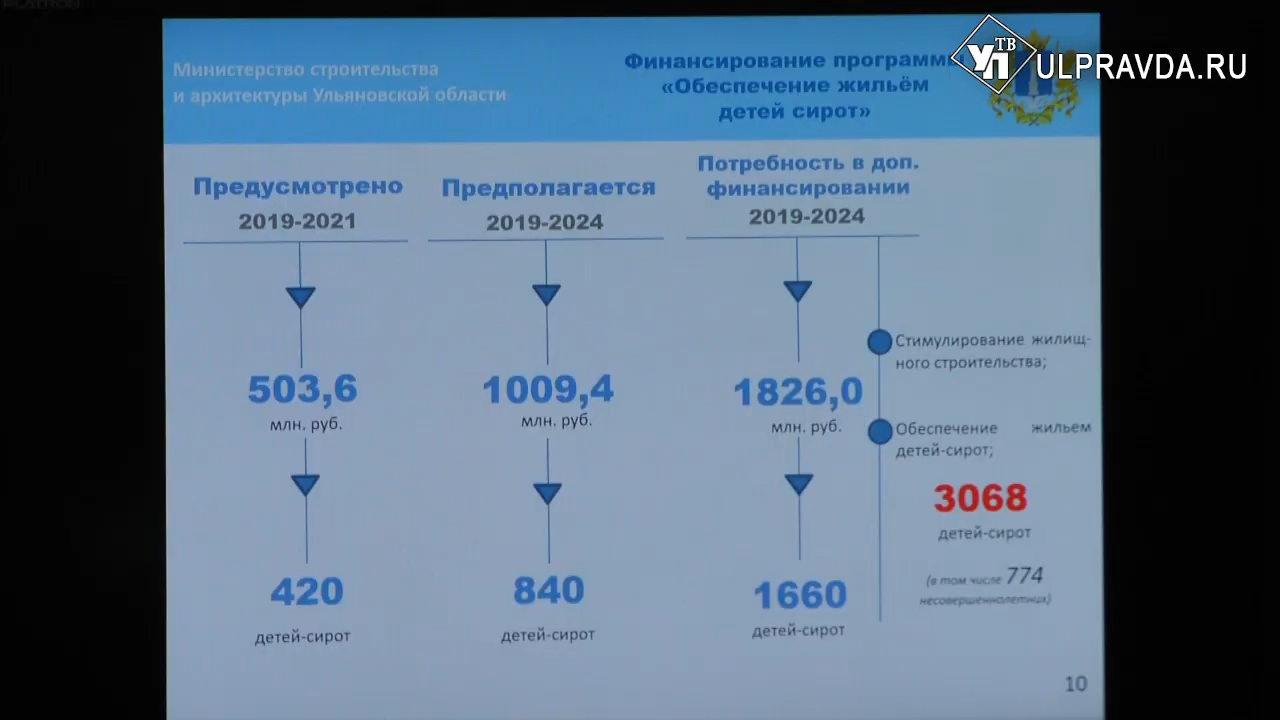 PLATRON
Министерство строительства
и архитектуры Ульяновской области
Финансирование программ
«Обеспечение жильём
детей сирот»
УП ТВ
ULPRAVDA.RU
Предусмотрено
2019-2021
503,6
млн. руб.
420
детей-сирот
Предполагается
2019-2024
1009,4
млн. руб.
840
детей-сирот
Потребность в доп.
финансировании
2019-2024
1826,0
млн. руб.
1660
детей-сирот
Стимулирование жилищ-
ного строительства;
Обеспечение жильем
детей-сирот;
3068
детей-сирот
(в том числе 774
несовершеннолетних)
10